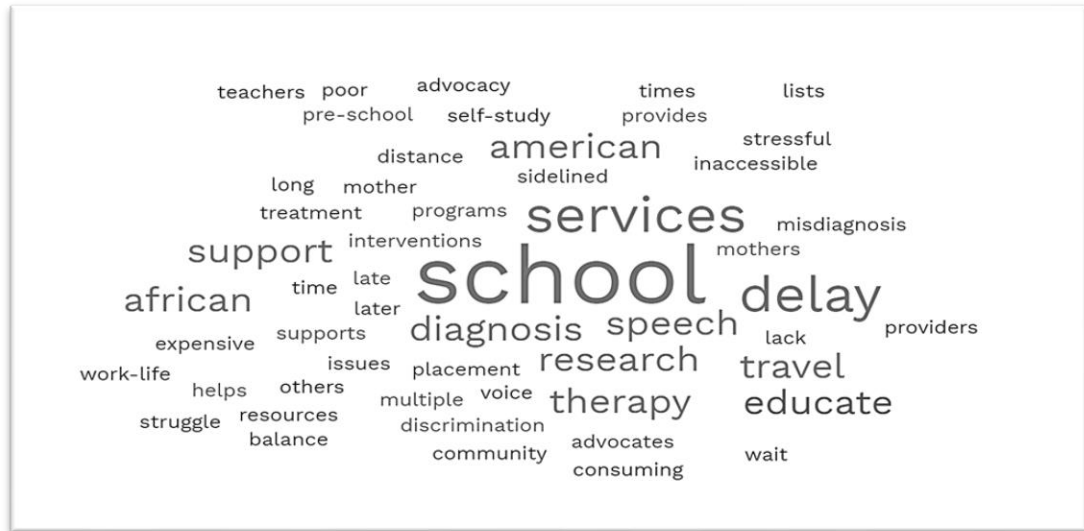 teachers poor advocacy times lists
pre-school self-study provides
distance american stressful
inaccessible
long mother sidelined
treatment programs services misdiagnosis
support interventions school mothers
african time late delay
later
expensive supports diagnosis speech lack providers
work-life issues placement research travel
helps others multiple voice therapy educate
struggle resources discrimination
balance community advocates wait
consuming